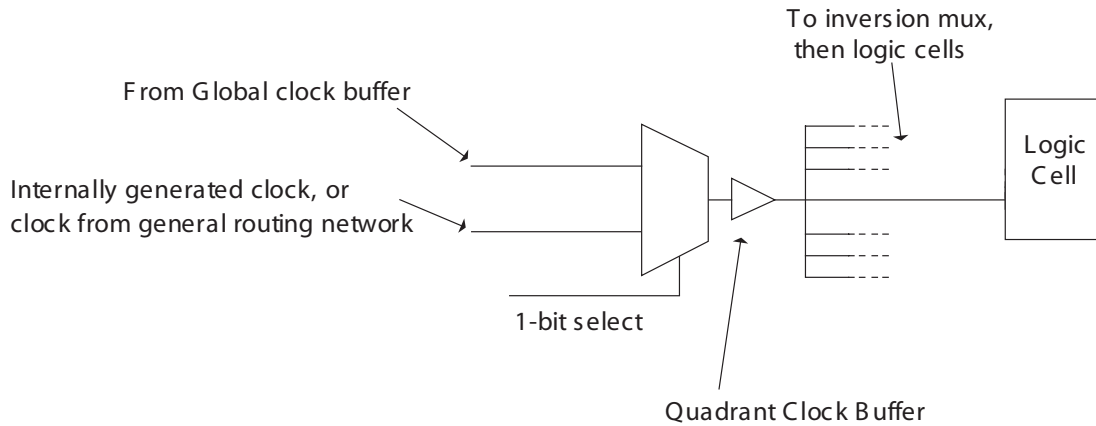 To inversion mux,
then logic cells
From Global clock buffer
Logic
Cell
Internally generated clock, or
clock from general routing network
1-bit select
Quadrant Clock Buffer